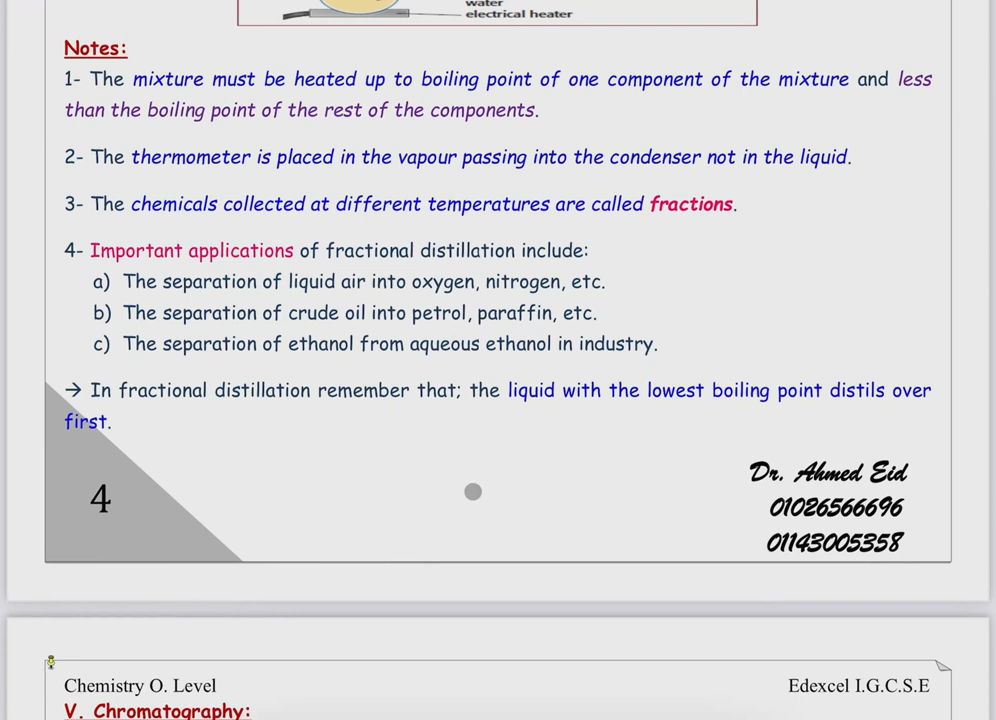 water
electrical heater
Notes:
1- The mixture must be heated up to boiling point of one component of the mixture and less
than the boiling point of the rest of the components.
2- The thermometer is placed in the vapour passing into the condenser not in the liquid.
3- The chemicals collected at different temperatures are called fractions.
4- Important applications of fractional distillation include:
a) The separation of liquid air into oxygen, nitrogen, etc.
b) The separation of crude oil into petrol, paraffin, etc.
c) The separation of ethanol from aqueous ethanol in industry.
→ In fractional distillation remember that; the liquid with the lowest boiling point distils over
first.
Dr. Ahmed Eid
4
01026566696
01143005358
Chemistry O. Level
Edexcel I.G.C.S.E
V. Chromatography: